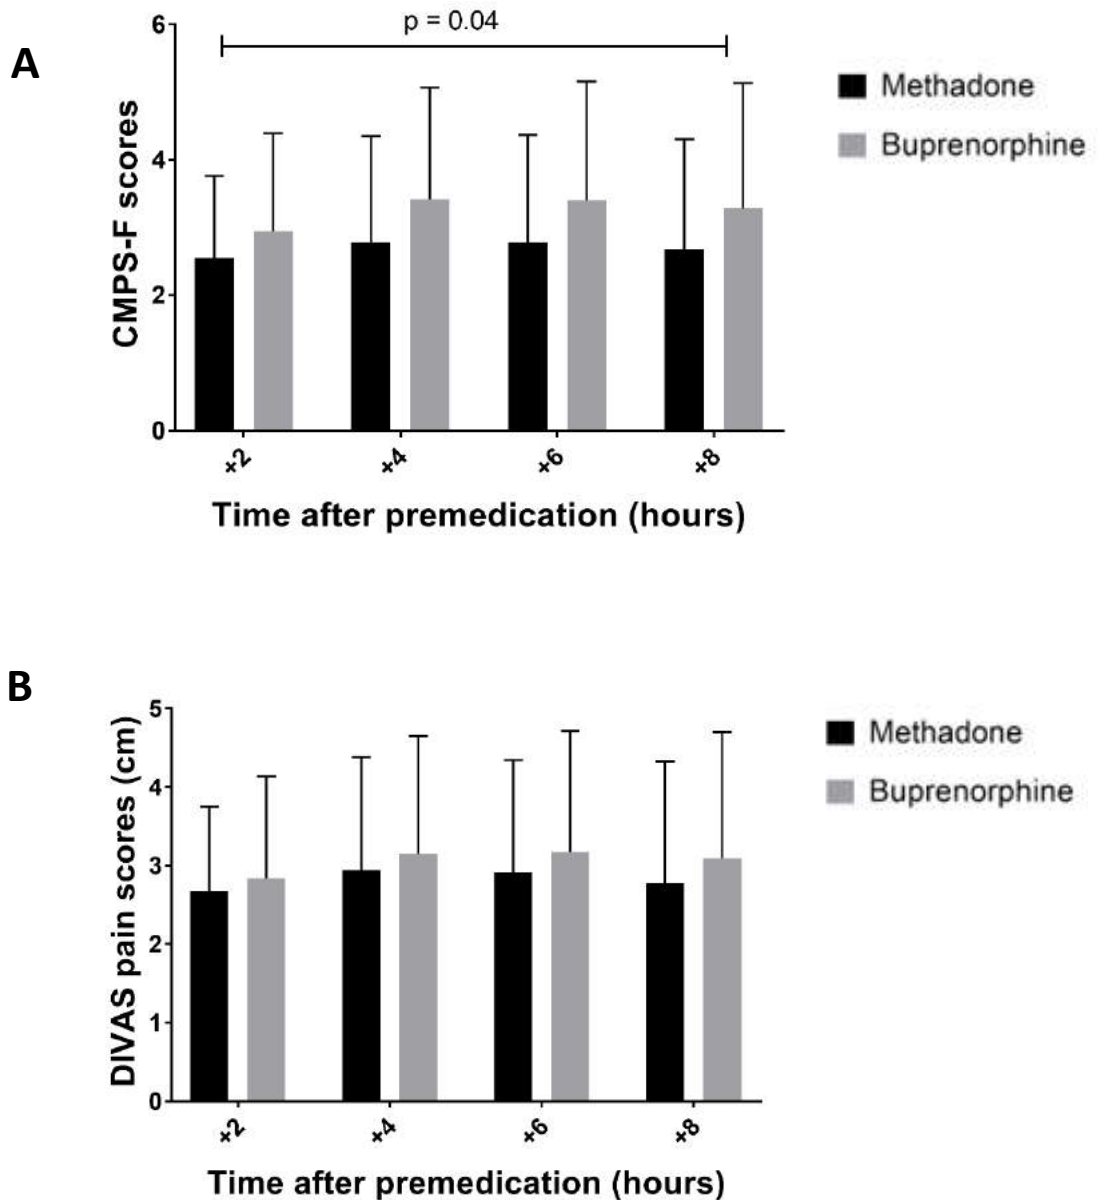 A
p = 0.04
CMPS-F scores
6
4
2
0
+2
+4
+6
+8
Time after premedication (hours)
Methadone
Buprenorphine
B
DIVAS pain scores (cm)
5
4
3
2
1
0
+2
+4
+6
+8
Time after premedication (hours)
Methadone
Buprenorphine